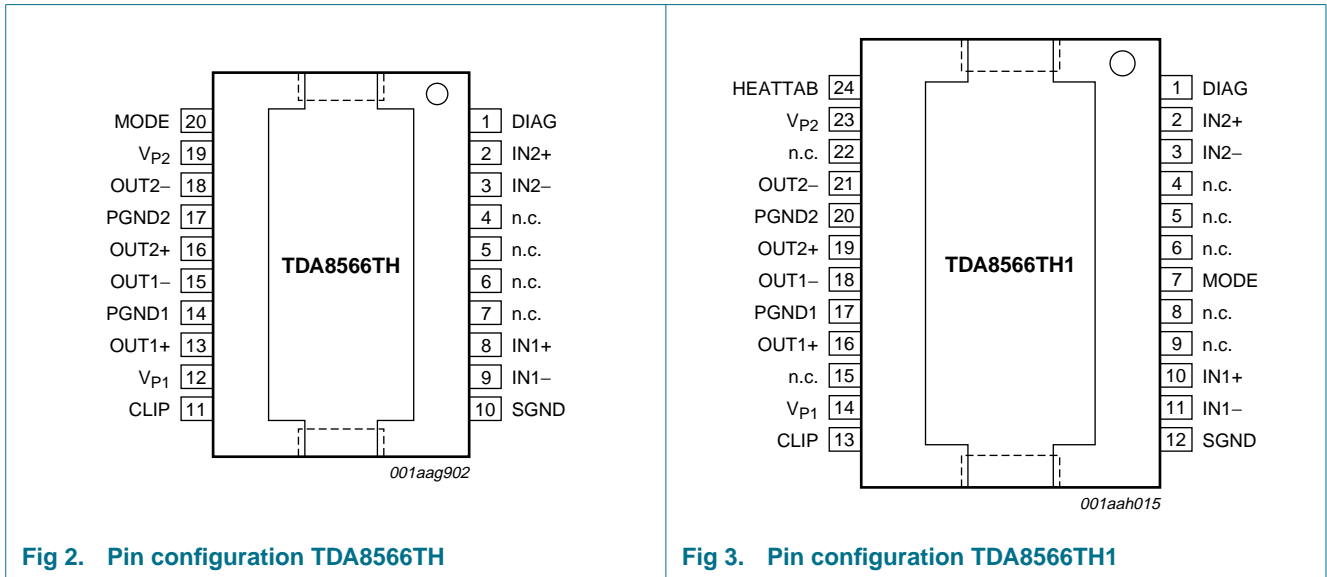 MODE 20
VP2 19
OUT2− 18
PGND2 17
OUT2+ 16
OUT1− 15
PGND1 14
OUT1+ 13
VP1 12
CLIP 11
TDA8566TH
1 DIAG
2 IN2+
3 IN2−
4 n.c.
5 n.c.
6 n.c.
7 n.c.
8 IN1+
9 IN1−
10 SGND
001aag902
Fig 2. Pin configuration TDA8566TH
HEATTAB 24
VP2 23
n.c. 22
OUT2− 21
PGND2 20
OUT2+ 19
OUT1− 18
PGND1 17
OUT1+ 16
n.c. 15
VP1 14
CLIP 13
TDA8566TH1
1 DIAG
2 IN2+
3 IN2−
4 n.c.
5 n.c.
6 n.c.
7 MODE
8 n.c.
9 n.c.
10 IN1+
11 IN1−
12 SGND
001aah015
Fig 3. Pin configuration TDA8566TH1